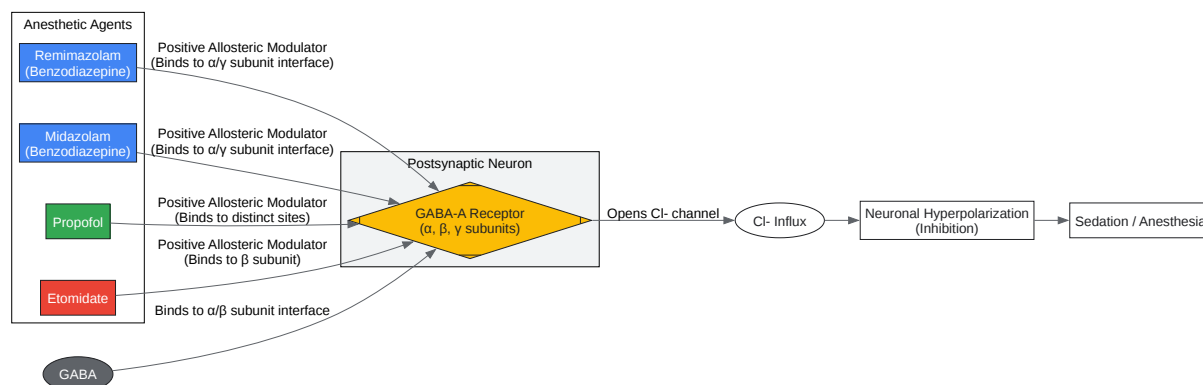 Anesthetic Agents
Remimazolam
(Benzodiazepine)
Positive Allosteric Modulator
(Binds to α/γ subunit interface)
Midazolam
(Benzodiazepine)
Positive Allosteric Modulator
(Binds to α/γ subunit interface)
Propofol
Positive Allosteric Modulator
(Binds to distinct sites)
Positive Allosteric Modulator
(Binds to β subunit)
Etomidate
Binds to α/β subunit interface
GABA
Postsynaptic Neuron
GABA-A Receptor
(α, β, γ subunits)
Opens Cl- channel
Cl- Influx
Neuronal Hyperpolarization
(Inhibition)
Sedation / Anesthesia